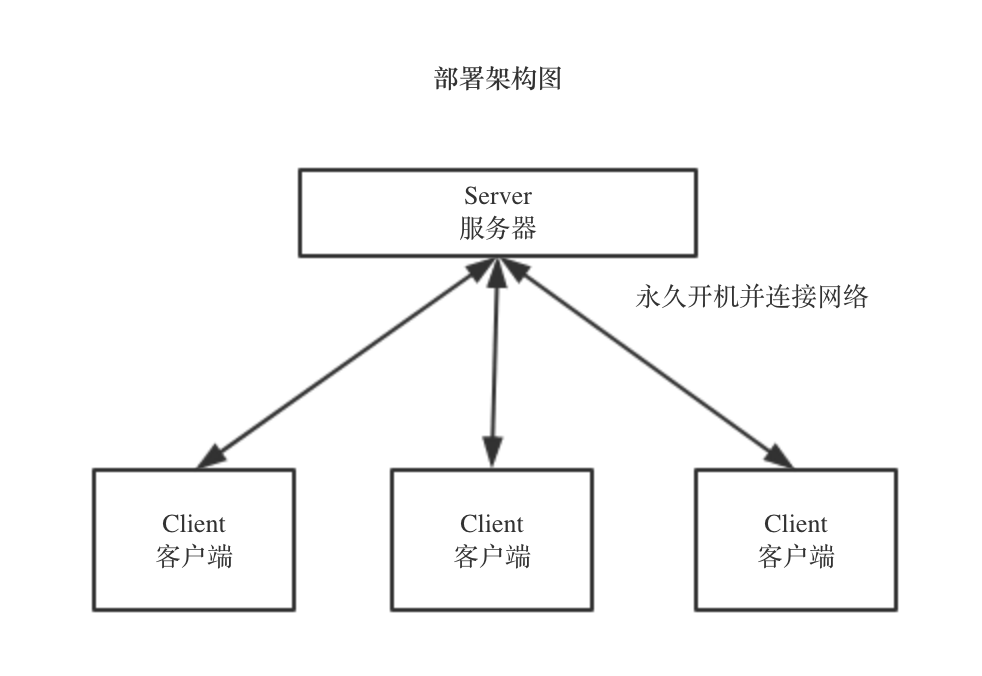 部署架构图
Server
服务器
永久开机并连接网络
Client
客户端
Client
客户端
Client
客户端